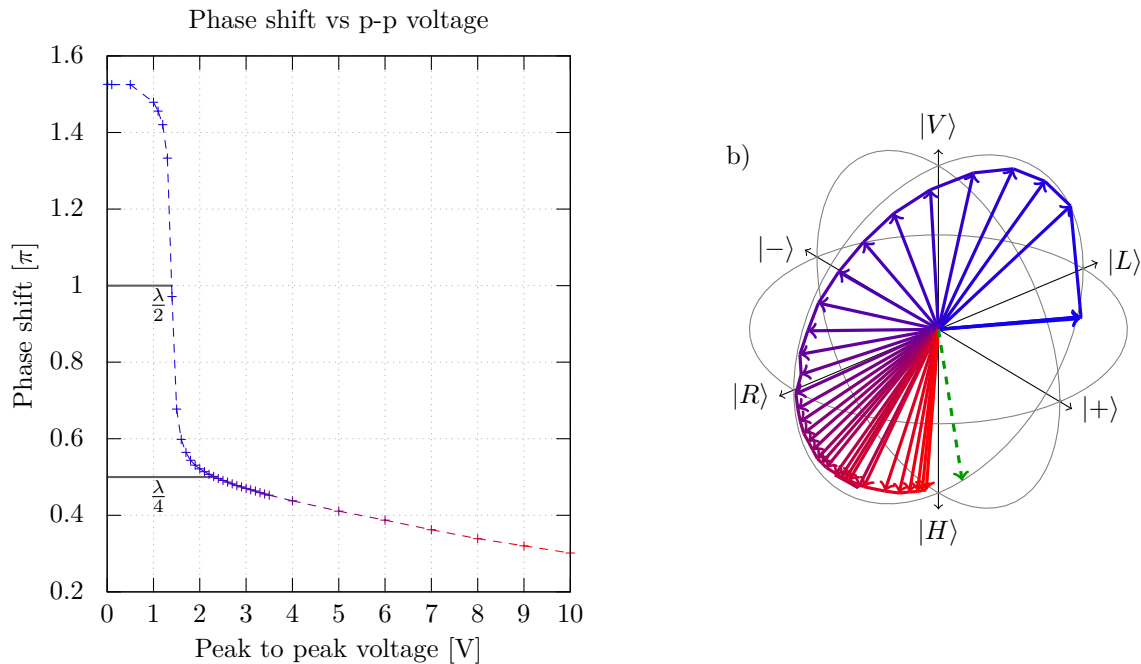 Phase shift vs p-p voltage
1.6
1.4
1.2
1
0.8
0.6
0.4
0.2
Phase shift [π]
λ/2
λ/4
0 1 2 3 4 5 6 7 8 9 10
Peak to peak voltage [V]
b)
|V⟩
|−⟩
|L⟩
|R⟩
|+⟩
|H⟩